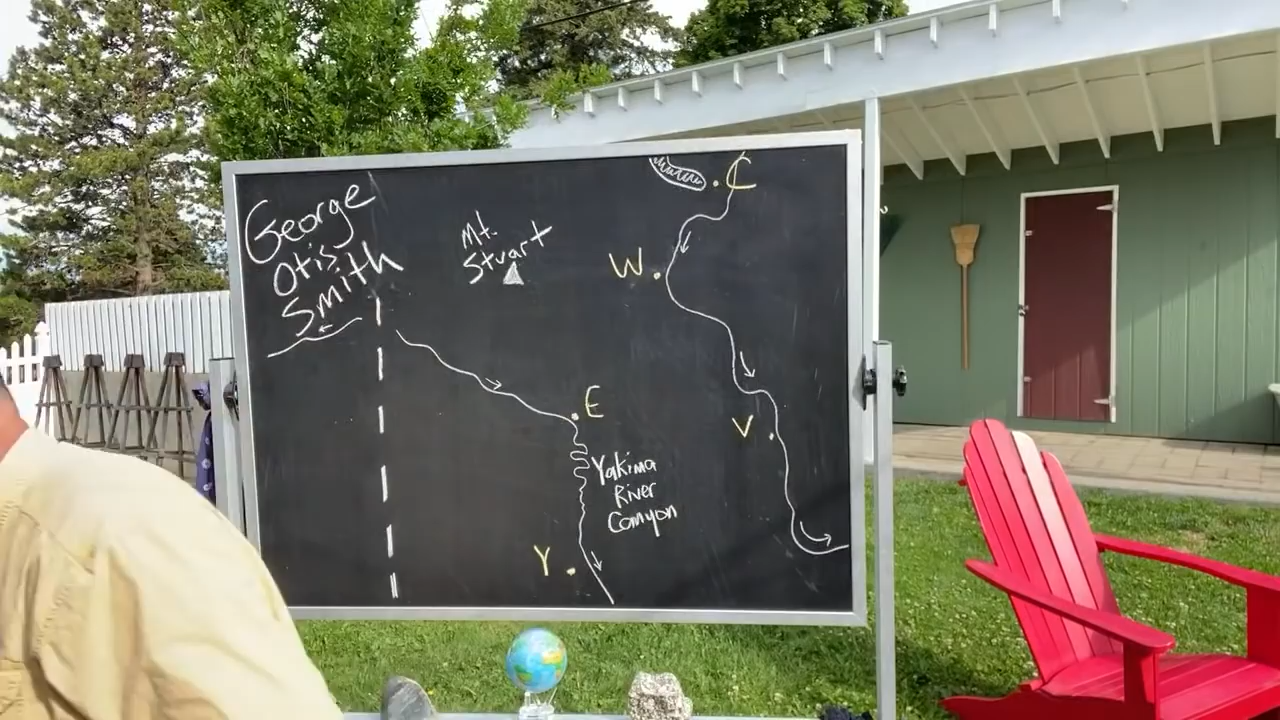 George
Otis
Smith
Mt.
Stuart
C
W
E
V
Yakima
River
Canyon
Y